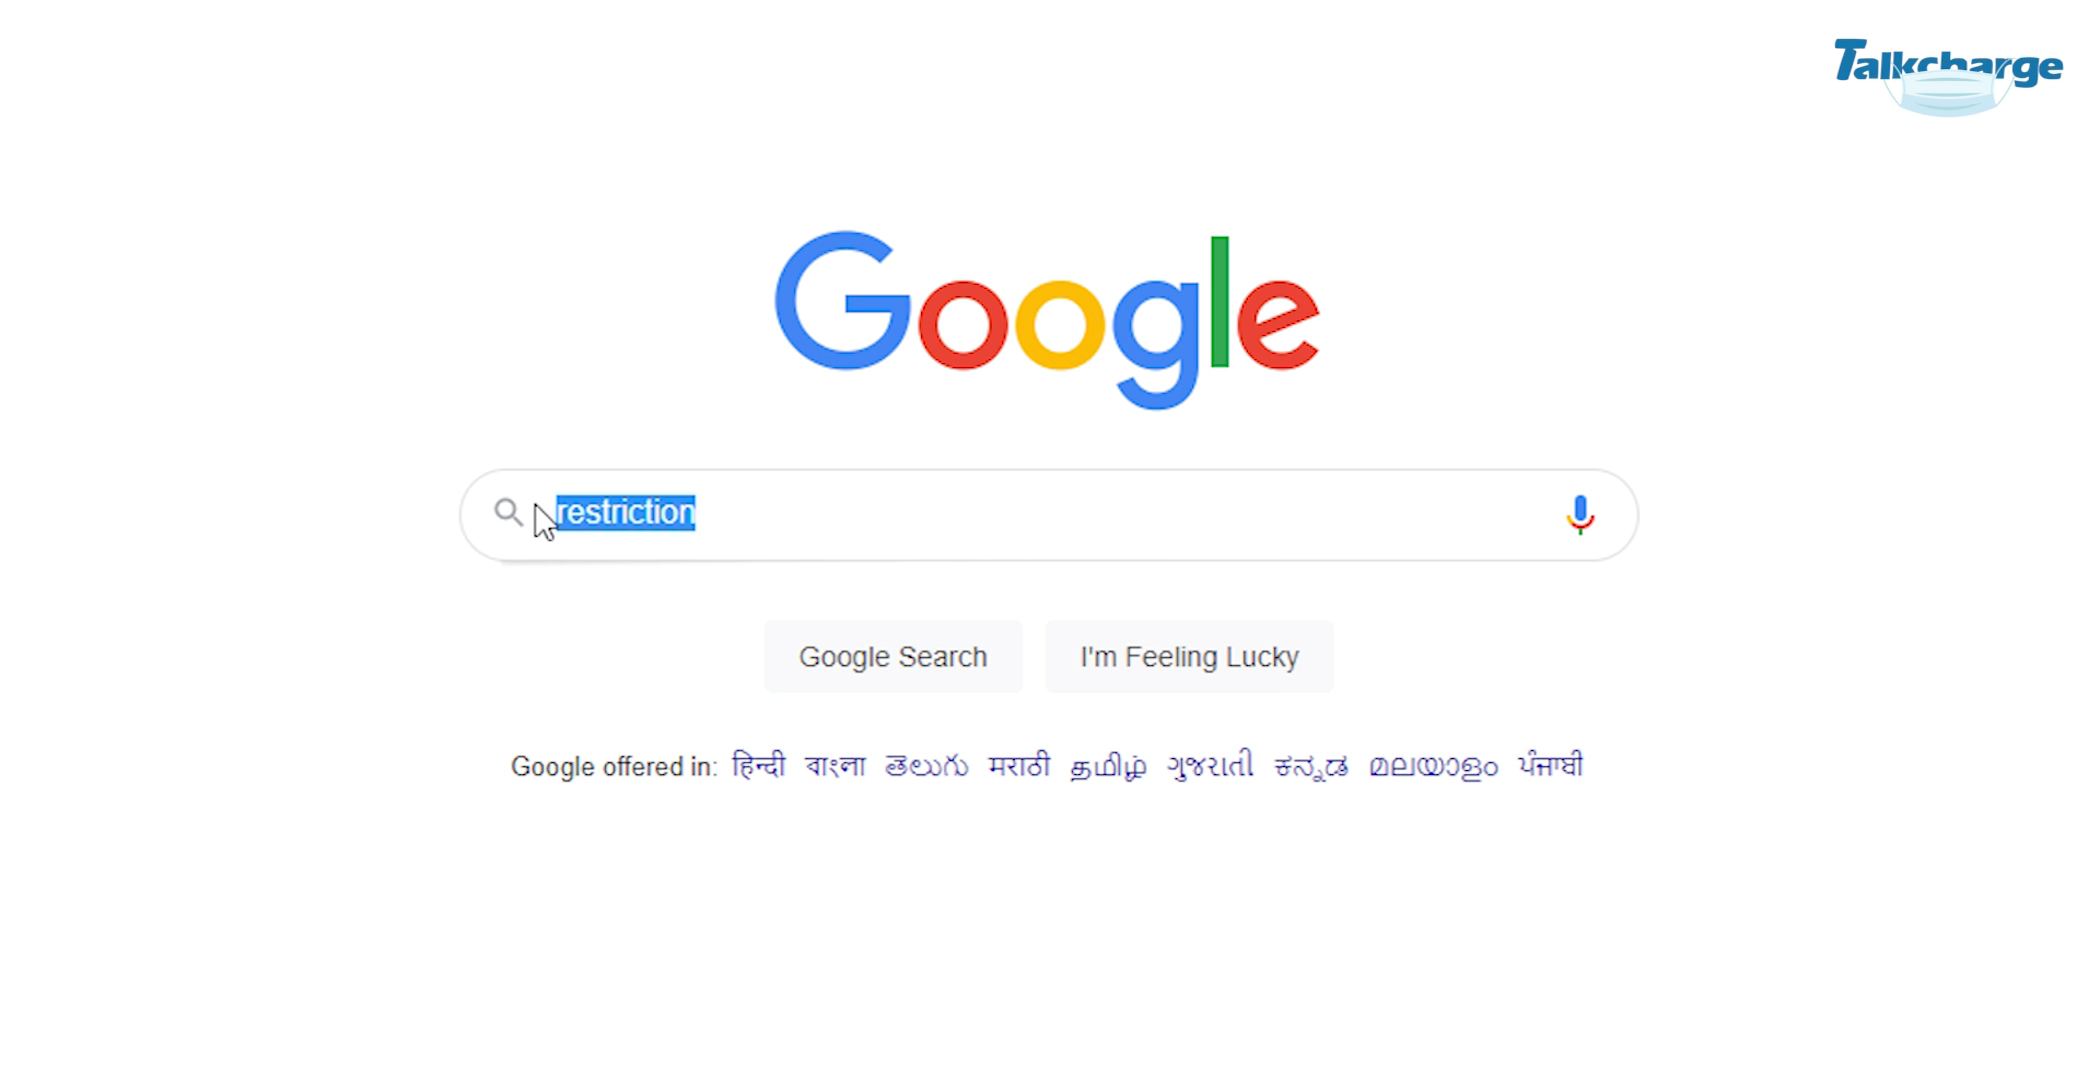 Talkcharge
Google
restriction
Google Search I'm Feeling Lucky
Google offered in: हिन्दी বাংলা తెలుగు मराठी தமிழ் ગુજરાતી ಕನ್ನಡ മലയാളം ਪੰਜਾਬੀ